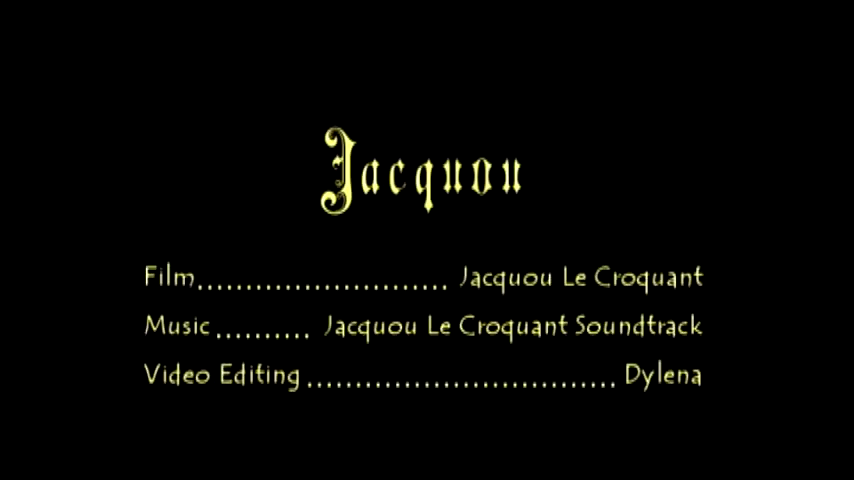 Jacquou
Film.......................... Jacquou Le Croquant
Music .......... Jacquou Le Croquant Soundtrack
Video Editing ................................ Dylena